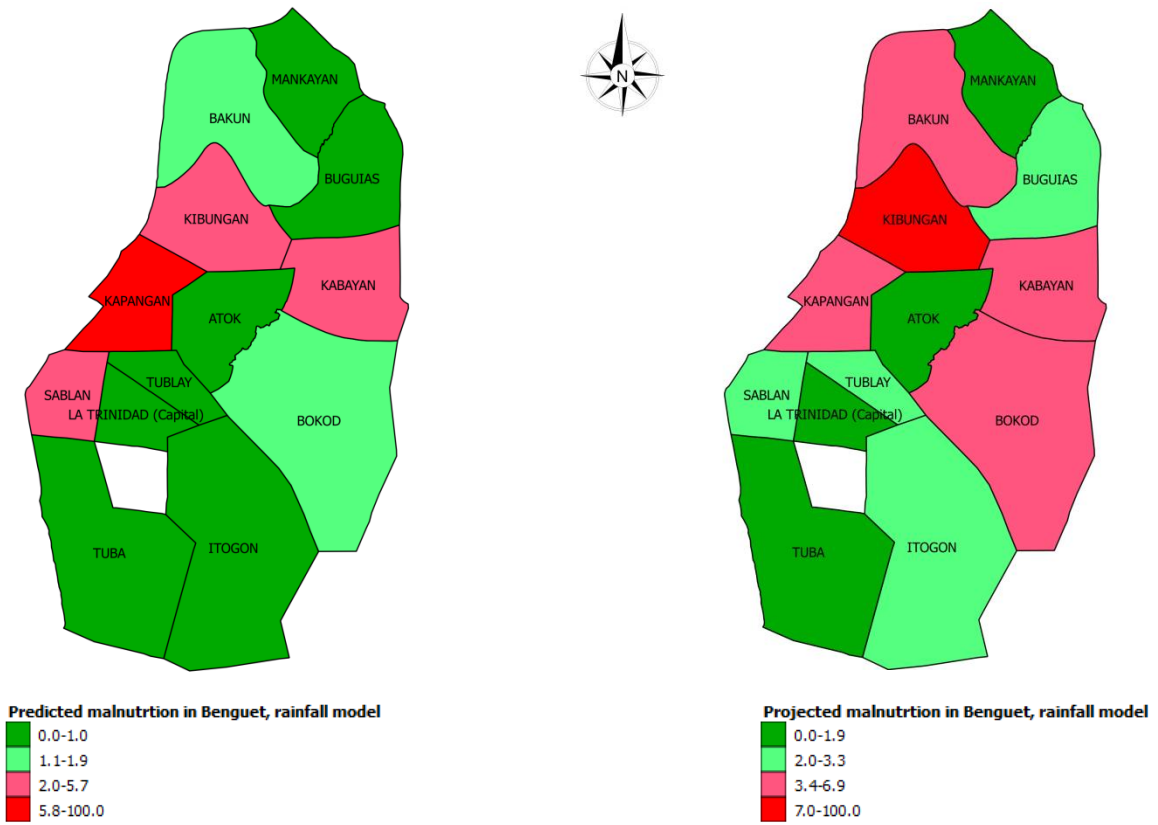 MANKAYAN
BAKUN
BUGUIAS
KIBUNGAN
KABAYAN
KAPANGAN
ATOK
TUBLAY
SABLAN
LA TRINIDAD (Capital)
BOKOD
TUBA
ITOGON
Predicted malnutrtion in Benguet, rainfall model
0.0-1.0
1.1-1.9
2.0-5.7
5.8-100.0
N
MANKAYAN
BAKUN
BUGUIAS
KIBUNGAN
KABAYAN
KAPANGAN
ATOK
TUBLAY
SABLAN
LA TRINIDAD (Capital)
BOKOD
TUBA
ITOGON
Projected malnutrtion in Benguet, rainfall model
0.0-1.9
2.0-3.3
3.4-6.9
7.0-100.0